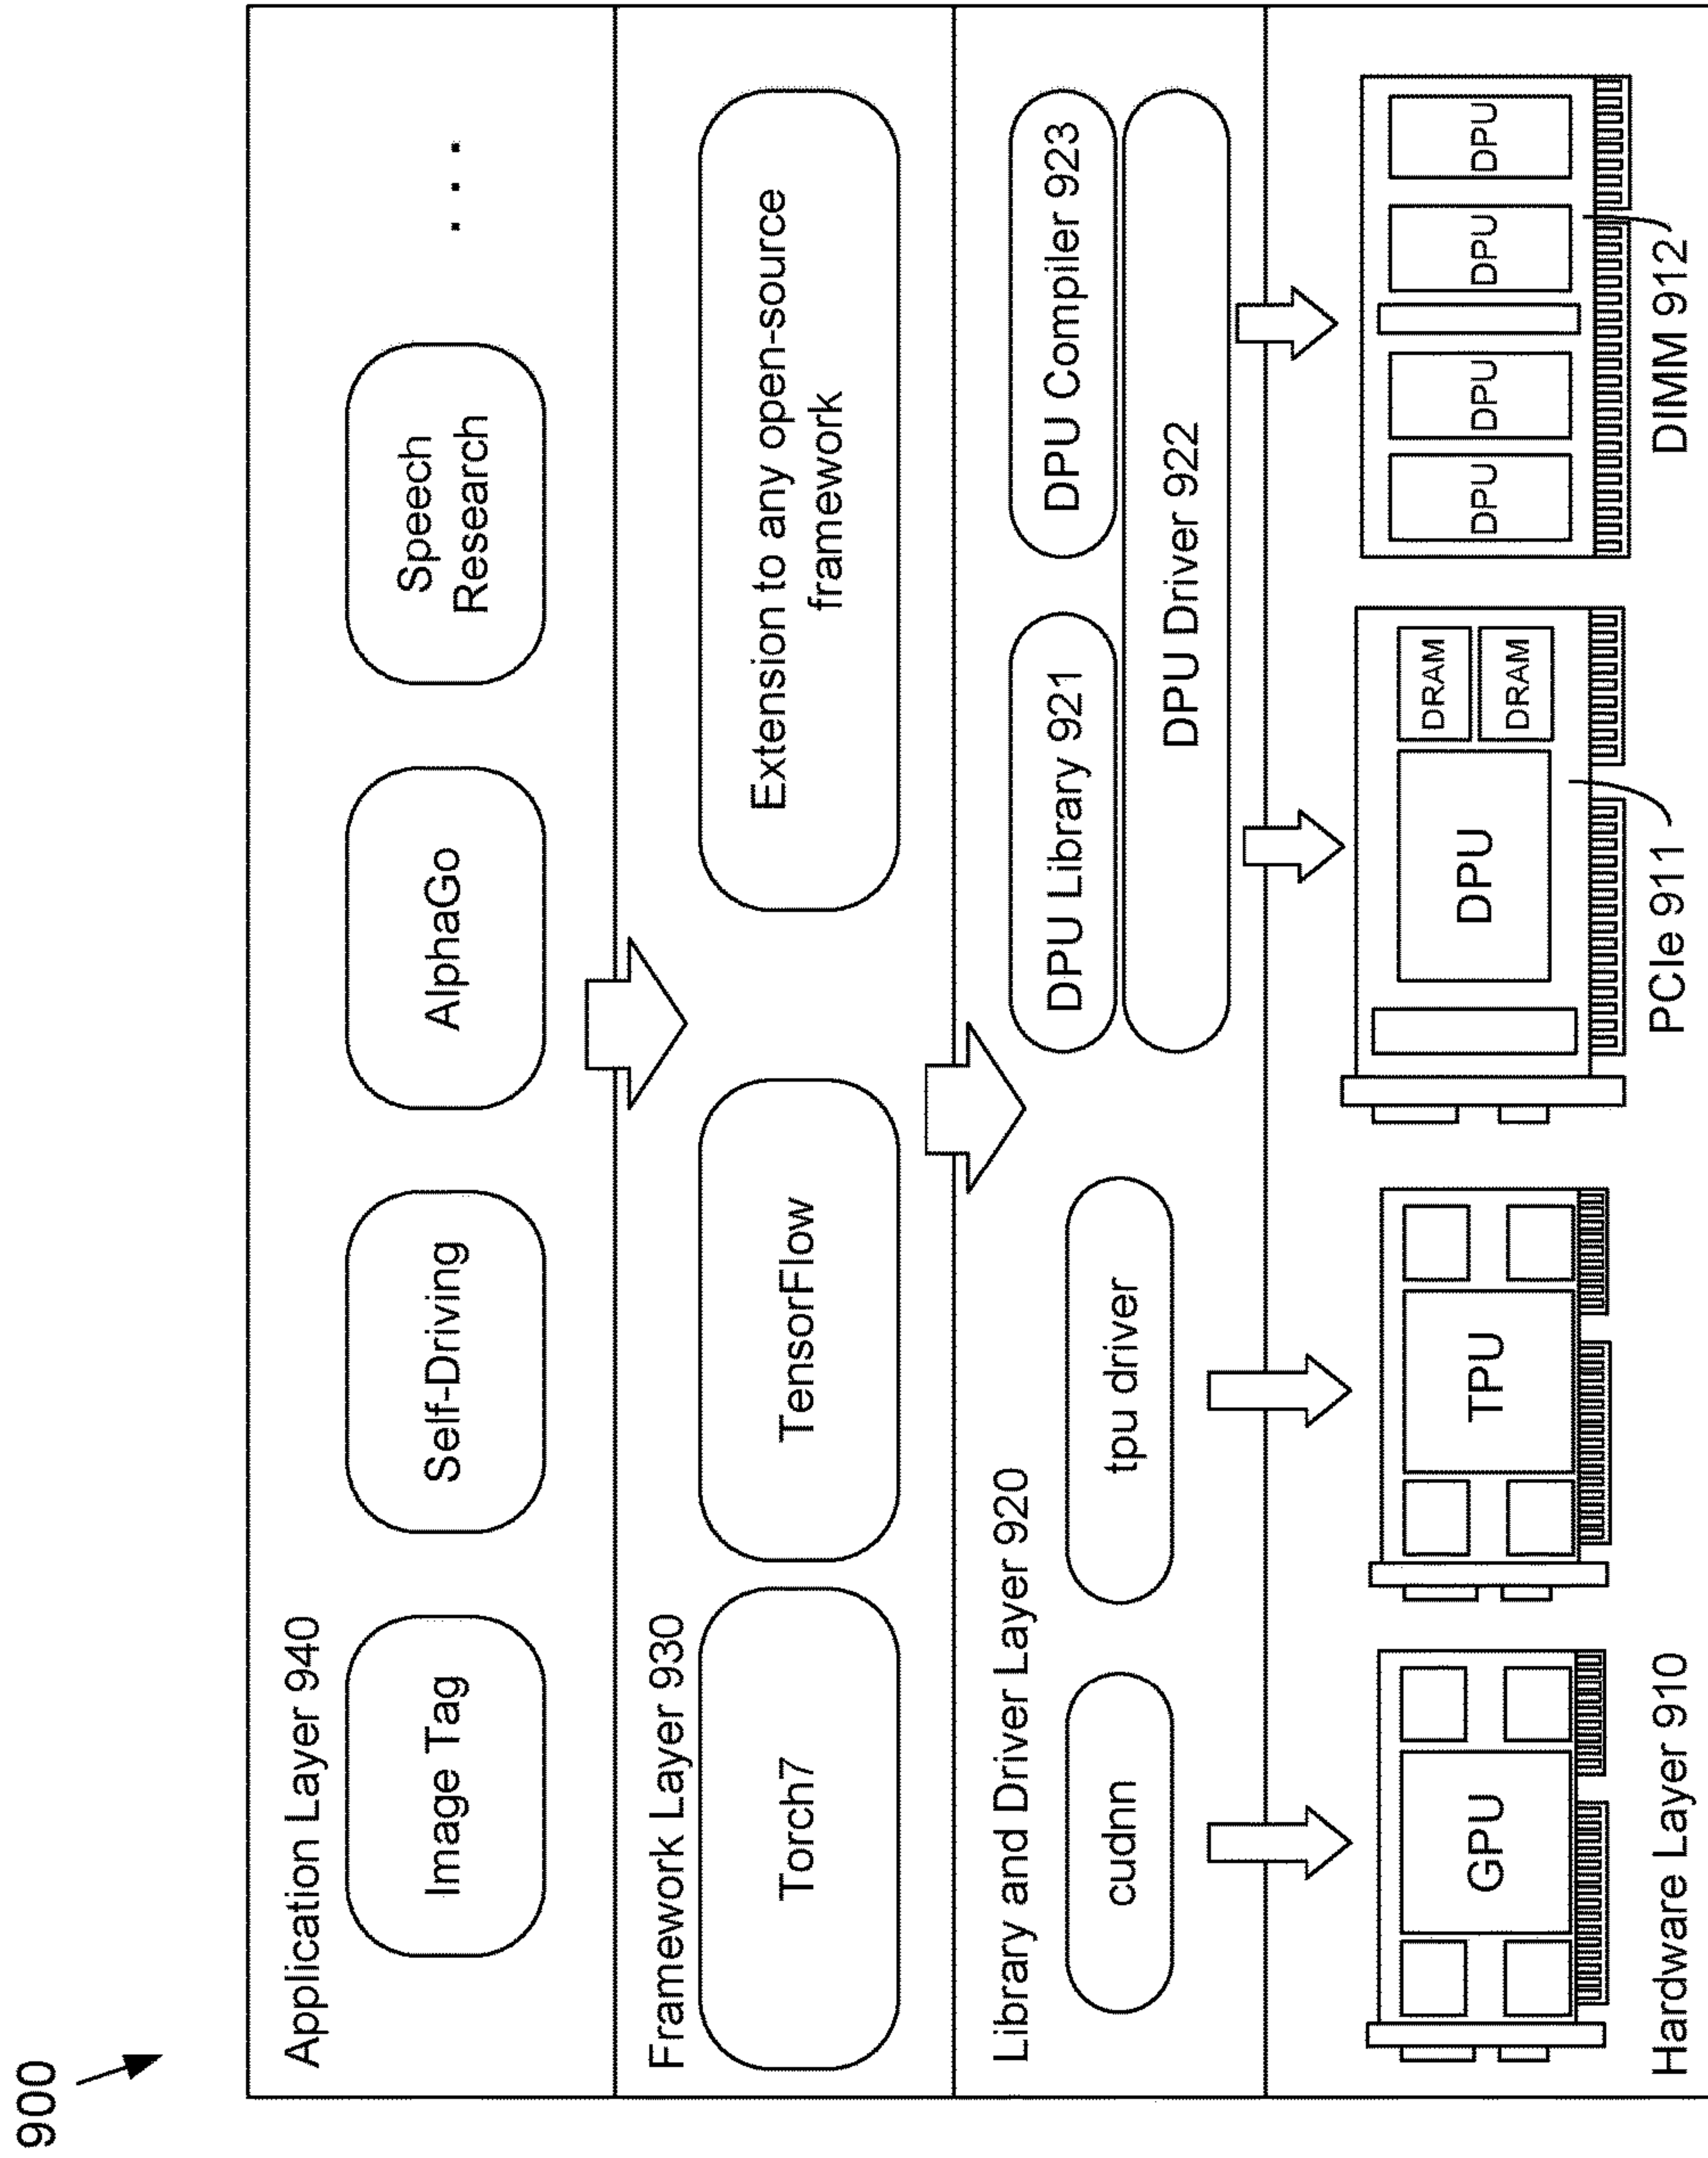 900
Application Layer 940
Image Tag
Self-Driving
AlphaGo
Speech
Research
. . .
Framework Layer 930
Torch7
TensorFlow
Extension to any open-source
framework
Library and Driver Layer 920
cudnn
tpu driver
DPU Library 921
DPU Compiler 923
DPU Driver 922
GPU
TPU
DPU
DRAM
DRAM
DPU
DPU
DPU
DPU
Hardware Layer 910
PCIe 911
DIMM 912